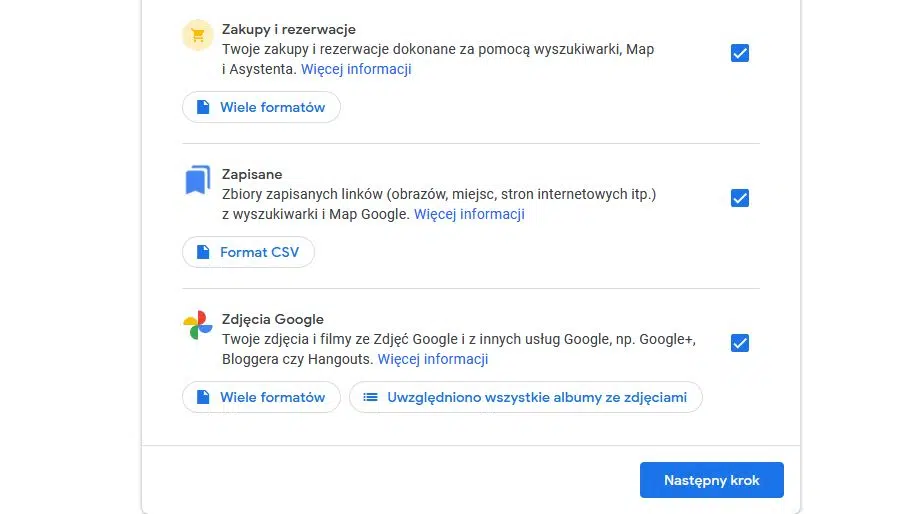 Zakupy i rezerwacje
Twoje zakupy i rezerwacje dokonane za pomocą wyszukiwarki, Map
i Asystenta. Więcej informacji
Wiele formatów
Zapisane
Zbiory zapisanych linków (obrazów, miejsc, stron internetowych itp.)
z wyszukiwarki i Map Google. Więcej informacji
Format CSV
Zdjęcia Google
Twoje zdjęcia i filmy ze Zdjęć Google i z innych usług Google, np. Google+,
Bloggera czy Hangouts. Więcej informacji
Wiele formatów
Uwzględniono wszystkie albumy ze zdjęciami
Następny krok